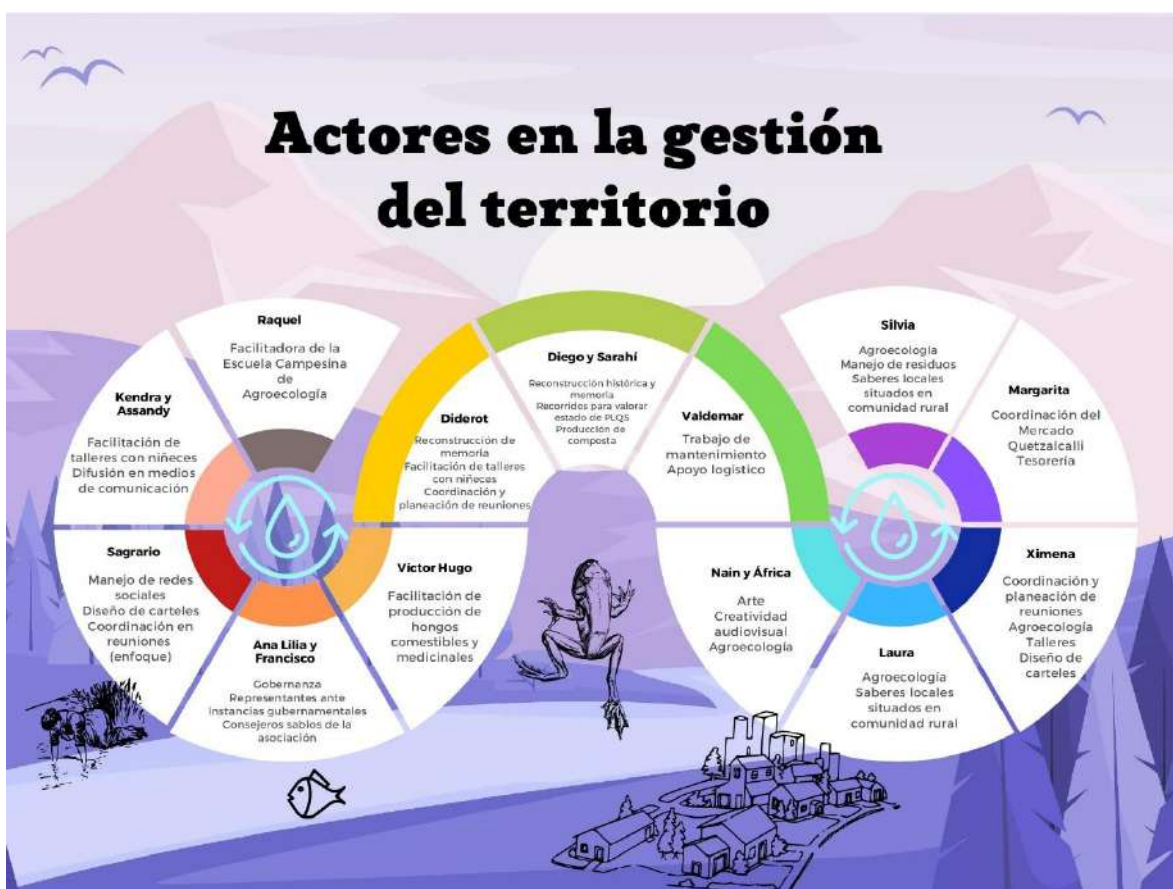 Actores en la gestión
del territorio
Raquel
Facilitadora de la
Escuela Campesina
de
Agroecología
Kendra y
Assandy
Facilitación de
talleres con niñeces
Difusión en medios
de comunicación
Sagrario
Manejo de redes
sociales
Diseño de carteles
Coordinación en
reuniones
(enfoque)
Ana Lilia y
Francisco
Gobernanza
Representantes ante
instancias gubernamentales
Consejeros sabios de la
asociación
Victor Hugo
Facilitación de
producción de
hongos
comestibles y
medicinales
Diderot
Reconstrucción de
memoria
Facilitación de talleres
con niñeces
Coordinación y
planeación de reuniones
Diego y Sarahí
Reconstrucción histórica y
memoria
Recorridos para valorar
estado de PLQS
Producción de
composta
Valdemar
Trabajo de
mantenimiento
Apoyo logístico
Nain y África
Arte
Creatividad
audiovisual
Agroecología
Laura
Agroecología
Saberes locales
situados en
comunidad rural
Ximena
Coordinación y
planeación de
reuniones
Agroecología
Talleres
Diseño de
carteles
Margarita
Coordinación del
Mercado
Quetzalcalli
Tesorería
Silvia
Agroecología
Manejo de residuos
Saberes locales
situados en
comunidad rural